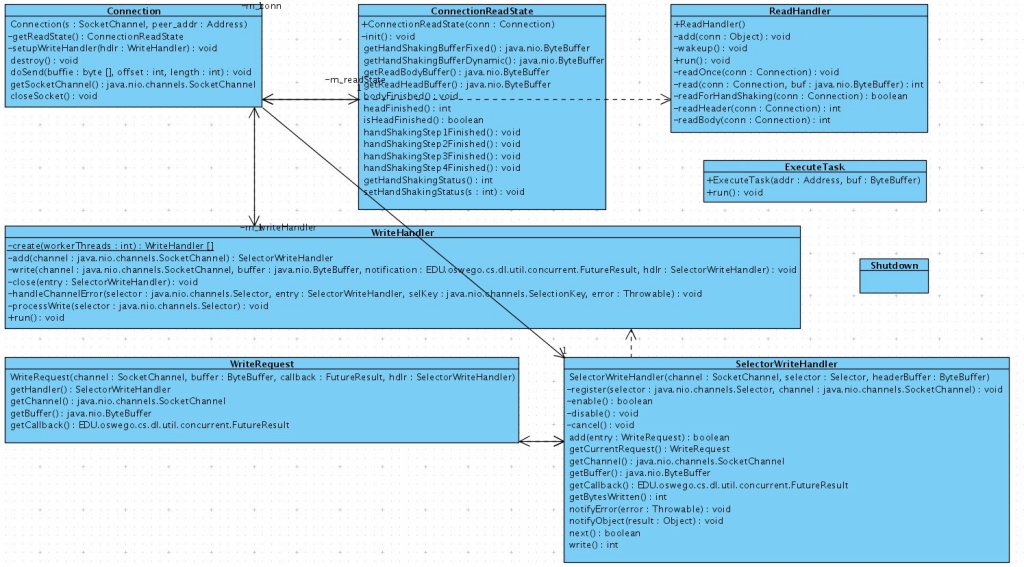 Connection
Connection(s : SocketChannel, peer_addr : Address)
-getReadState() : ConnectionReadState
-setupWriteHandler(hdlr : WriteHandler) : void
destroy() : void
doSend(buffie : byte [], offset : int, length : int) : void
getSocketChannel() : java.nio.channels.SocketChannel
closeSocket() : void
-m_conn
ConnectionReadState
+ConnectionReadState(conn : Connection)
-init() : void
getHandShakingBufferFixed() : java.nio.ByteBuffer
getHandShakingBufferDynamic() : java.nio.ByteBuffer
getReadBodyBuffer() : java.nio.ByteBuffer
getReadHeadBuffer() : java.nio.ByteBuffer
bodyFinished() : void
headFinished() : int
isHeadFinished() : boolean
handShakingStep1Finished() : void
handShakingStep2Finished() : void
handShakingStep3Finished() : void
handShakingStep4Finished() : void
getHandShakingStatus() : int
setHandShakingStatus(s : int) : void
-m_readState
1
ReadHandler
+ReadHandler()
-add(conn : Object) : void
-wakeup() : void
+run() : void
-readOnce(conn : Connection) : void
-read(conn : Connection, buf : java.nio.ByteBuffer) : int
-readForHandShaking(conn : Connection) : boolean
-readHeader(conn : Connection) : int
-readBody(conn : Connection) : int
ExecuteTask
+ExecuteTask(addr : Address, buf : ByteBuffer)
+run() : void
-m_writeHandler
WriteHandler
-create(workerThreads : int) : WriteHandler []
-add(channel : java.nio.channels.SocketChannel) : SelectorWriteHandler
-write(channel : java.nio.channels.SocketChannel, buffer : java.nio.ByteBuffer, notification : EDU.oswego.cs.dl.util.concurrent.FutureResult, hdlr : SelectorWriteHandler) : void
-close(entry : SelectorWriteHandler) : void
-handleChannelError(selector : java.nio.channels.Selector, entry : SelectorWriteHandler, selKey : java.nio.channels.SelectionKey, error : Throwable) : void
-processWrite(selector : java.nio.channels.Selector) : void
+run() : void
Shutdown
WriteRequest
WriteRequest(channel : SocketChannel, buffer : ByteBuffer, callback : FutureResult, hdlr : SelectorWriteHandler)
getHandler() : SelectorWriteHandler
getChannel() : java.nio.channels.SocketChannel
getBuffer() : java.nio.ByteBuffer
getCallback() : EDU.oswego.cs.dl.util.concurrent.FutureResult
1
SelectorWriteHandler
SelectorWriteHandler(channel : SocketChannel, selector : Selector, headerBuffer : ByteBuffer)
-register(selector : java.nio.channels.Selector, channel : java.nio.channels.SocketChannel) : void
-enable() : boolean
-disable() : void
-cancel() : void
add(entry : WriteRequest) : boolean
getCurrentRequest() : WriteRequest
getChannel() : java.nio.channels.SocketChannel
getBuffer() : java.nio.ByteBuffer
getCallback() : EDU.oswego.cs.dl.util.concurrent.FutureResult
getBytesWritten() : int
notifyError(error : Throwable) : void
notifyObject(result : Object) : void
next() : boolean
write() : int